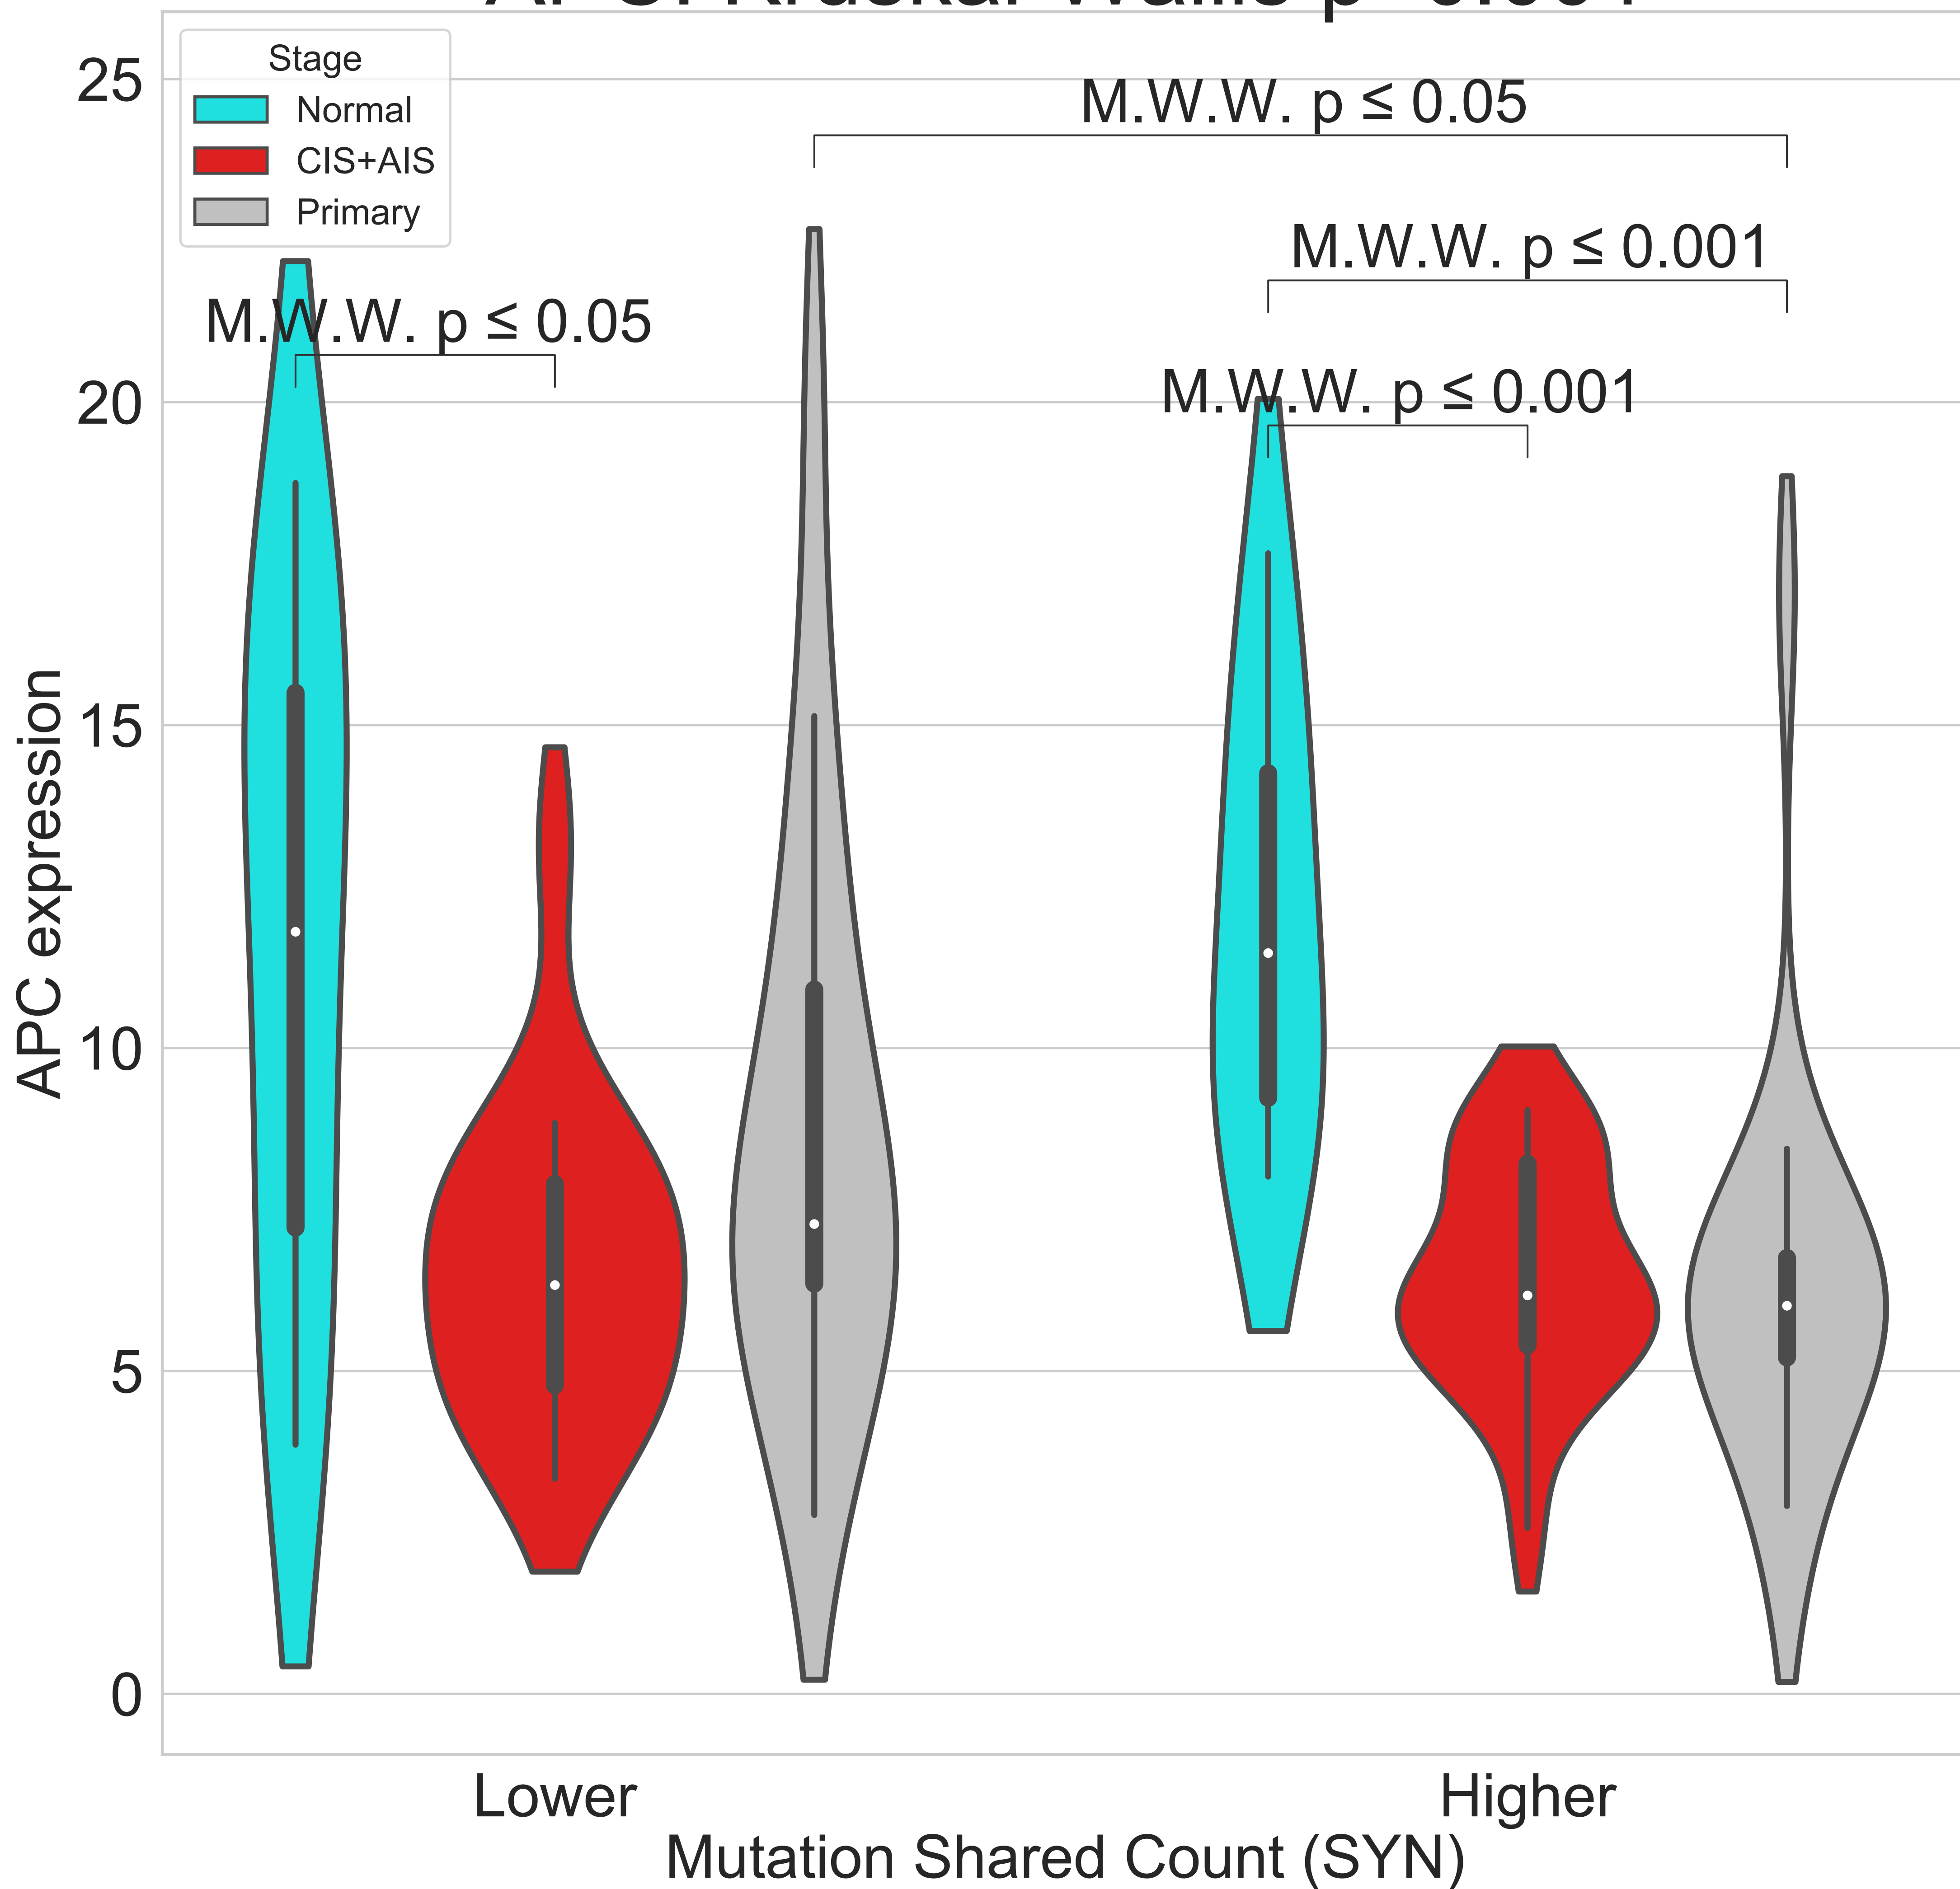 Stage
Normal
CIS+AIS
Primary
M.W.W. p ≤ 0.05
M.W.W. p ≤ 0.001
M.W.W. p ≤ 0.05
M.W.W. p ≤ 0.001
25
20
15
10
5
0
APC expression
Lower
Higher
Mutation Shared Count (SYN)